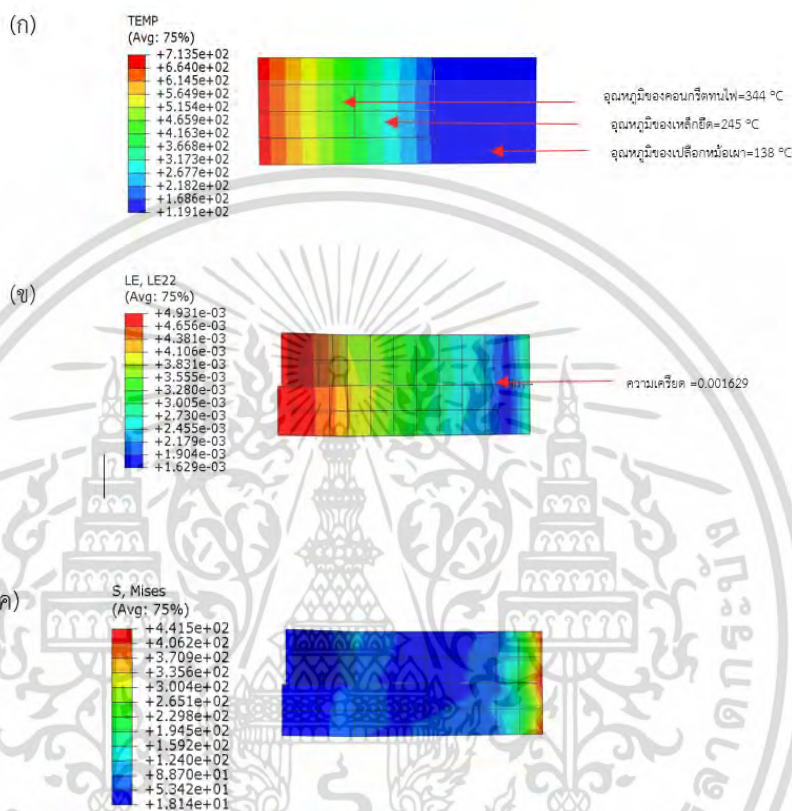 (ก)
TEMP
(Avg: 75%)
+7.135e+02
+6.640e+02
+6.145e+02
+5.649e+02
+5.154e+02
+4.659e+02
+4.163e+02
+3.668e+02
+3.173e+02
+2.677e+02
+2.182e+02
+1.686e+02
+1.191e+02
อุณหภูมิของคอนกรีตทนไฟ=344 °C
อุณหภูมิของเหล็กยึด=245 °C
อุณหภูมิของเปลือกหม้อเผา=138 °C
(ข)
LE, LE22
(Avg: 75%)
+4.931e-03
+4.656e-03
+4.381e-03
+4.106e-03
+3.831e-03
+3.555e-03
+3.280e-03
+3.005e-03
+2.730e-03
+2.455e-03
+2.179e-03
+1.904e-03
+1.629e-03
ความเครียด =0.001629
ค)
S, Mises
(Avg: 75%)
+4.415e+02
+4.062e+02
+3.709e+02
+3.356e+02
+3.004e+02
+2.651e+02
+2.298e+02
+1.945e+02
+1.592e+02
+1.240e+02
+8.870e+01
+5.342e+01
+1.814e+01